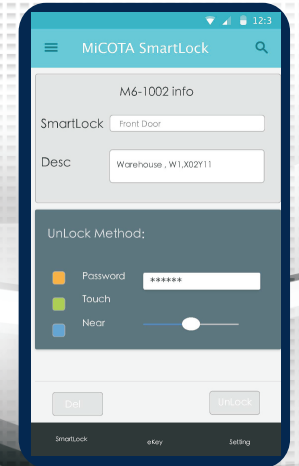 12:3
MiCOTA SmartLock
M6-1002 info
SmartLock Front Door
Desc Warehouse , W1,X02Y11
UnLock Method:
Password ******
Touch
Near
Del UnLock
SmartLock eKey Setting